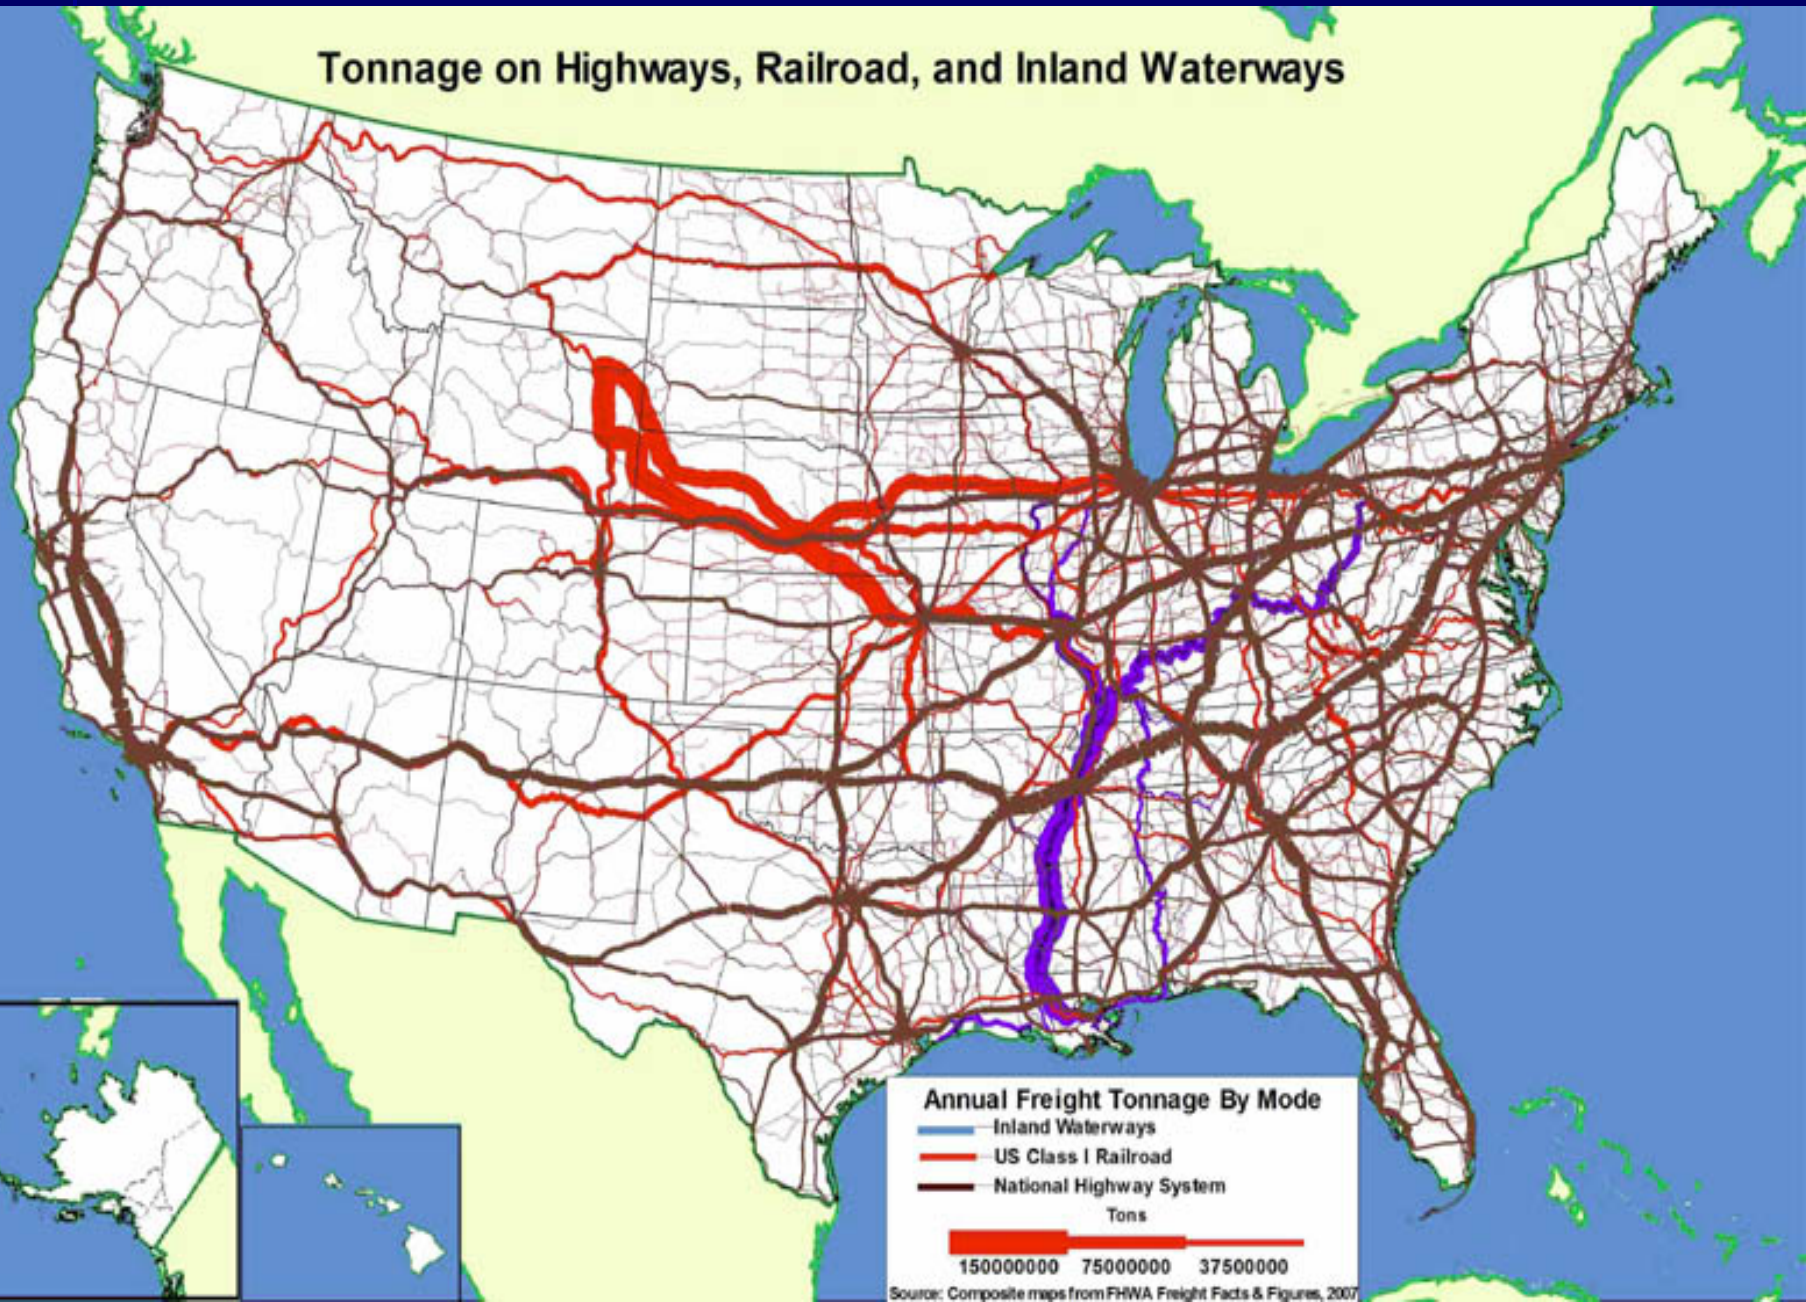 Tonnage on Highways, Railroad, and Inland Waterways
Annual Freight Tonnage By Mode
Inland Waterways
US Class I Railroad
National Highway System
Tons
150000000 75000000 37500000
Source: Composite maps from FHWA Freight Facts & Figures, 2007